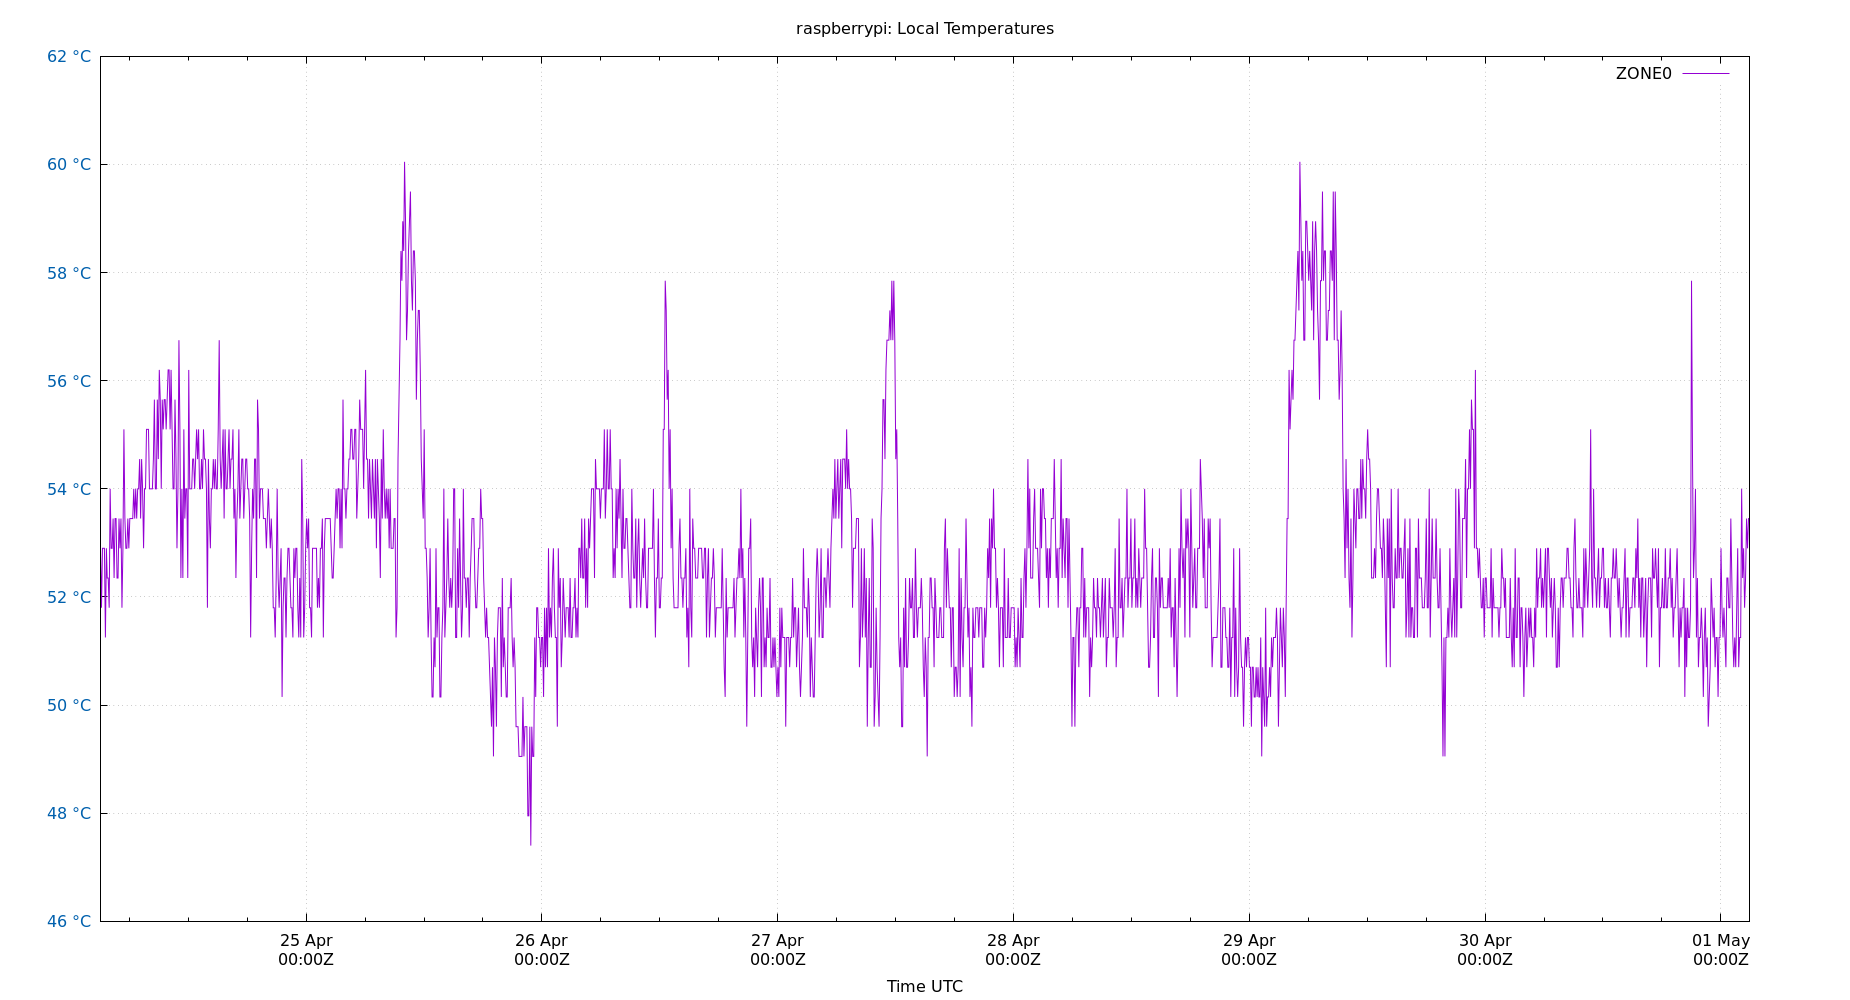 raspberrypi: Local Temperatures
62 °C
ZONE0
60 °C
58 °C
56 °C
54 °C
52 °C
50 °C
48 °C
46 °C
25 Apr
00:00Z
26 Apr
00:00Z
27 Apr
00:00Z
28 Apr
00:00Z
29 Apr
00:00Z
30 Apr
00:00Z
01 May
00:00Z
Time UTC